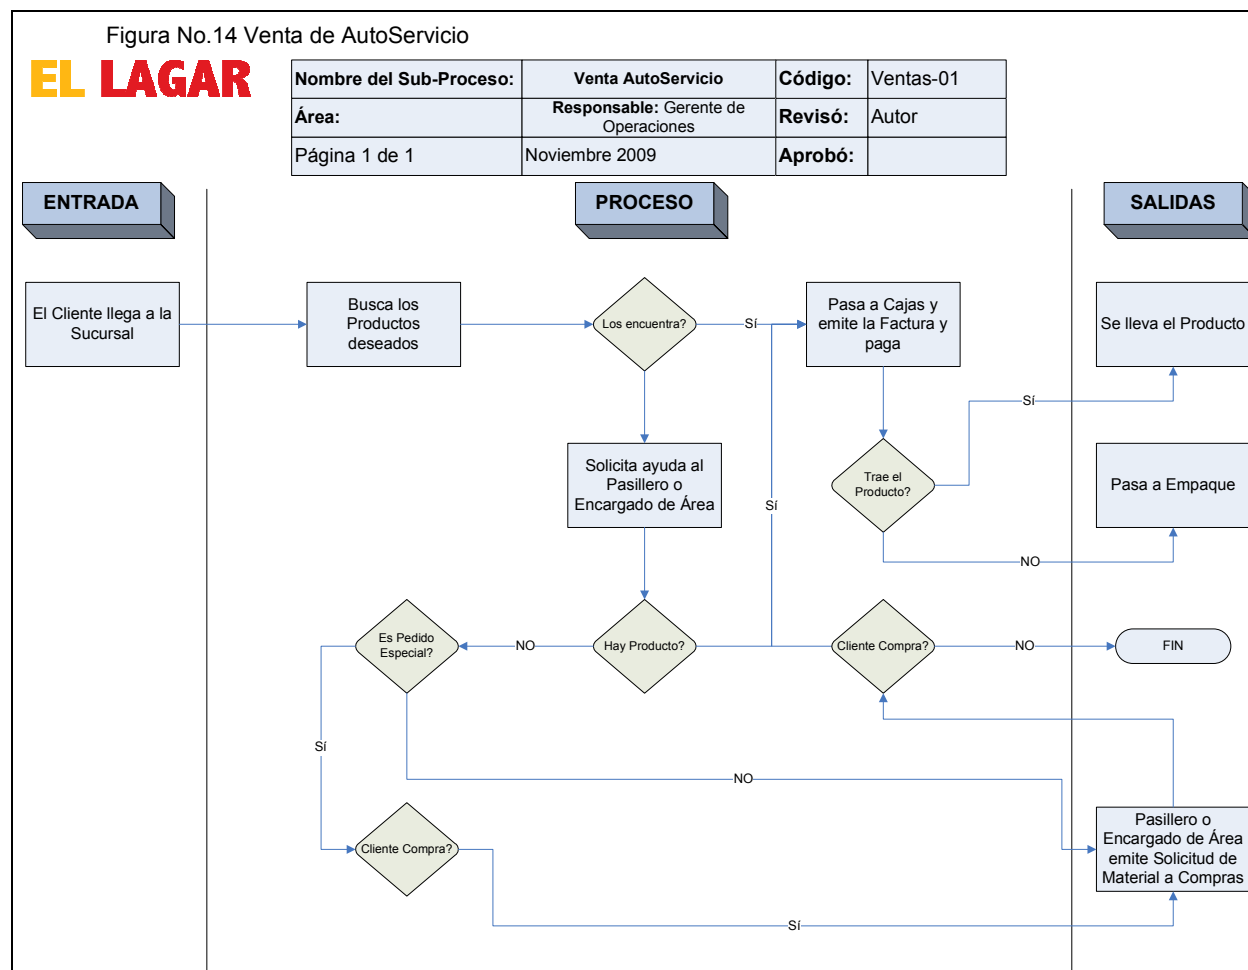 Figura No.14 Venta de AutoServicio
EL LAGAR
Nombre del Sub-Proceso:
Venta AutoServicio
Código:
Ventas-01
Área:
Responsable: Gerente de
Operaciones
Revisó:
Autor
Página 1 de 1
Noviembre 2009
Aprobó:
ENTRADA
PROCESO
SALIDAS
El Cliente llega a la
Sucursal
Busca los
Productos
deseados
Los encuentra?
Sí
Pasa a Cajas y
emite la Factura y
paga
Se lleva el Producto
Sí
Solicita ayuda al
Pasillero o
Encargado de Área
Sí
Trae el
Producto?
Pasa a Empaque
NO
Es Pedido
Especial?
NO
Hay Producto?
Cliente Compra?
NO
FIN
Sí
NO
Cliente Compra?
Pasillero o
Encargado de Área
emite Solicitud de
Material a Compras
Sí